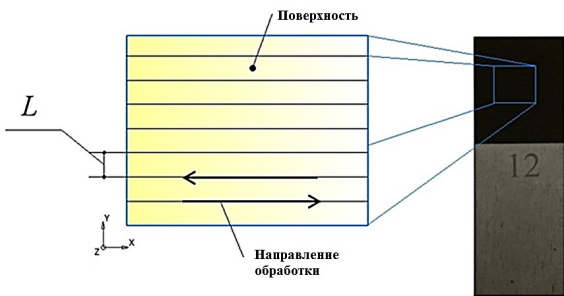 Поверхность
L
12
Y
Z X
Направление
обработки